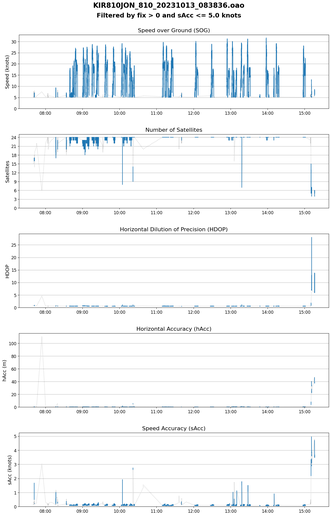 KIR810JON_810_20231013_083836.oao
Filtered by fix > 0 and sAcc <= 5.0 knots
Speed over Ground (SOG)
Speed (knots)
30
25
20
15
10
5
0
08:00 09:00 10:00 11:00 12:00 13:00 14:00 15:00
Number of Satellites
Satellites
24
21
18
15
12
9
6
3
0
08:00 09:00 10:00 11:00 12:00 13:00 14:00 15:00
Horizontal Dilution of Precision (HDOP)
HDOP
25
20
15
10
5
0
08:00 09:00 10:00 11:00 12:00 13:00 14:00 15:00
Horizontal Accuracy (hAcc)
hAcc (m)
100
80
60
40
20
0
08:00 09:00 10:00 11:00 12:00 13:00 14:00 15:00
Speed Accuracy (sAcc)
sAcc (knots)
5
4
3
2
1
0
08:00 09:00 10:00 11:00 12:00 13:00 14:00 15:00